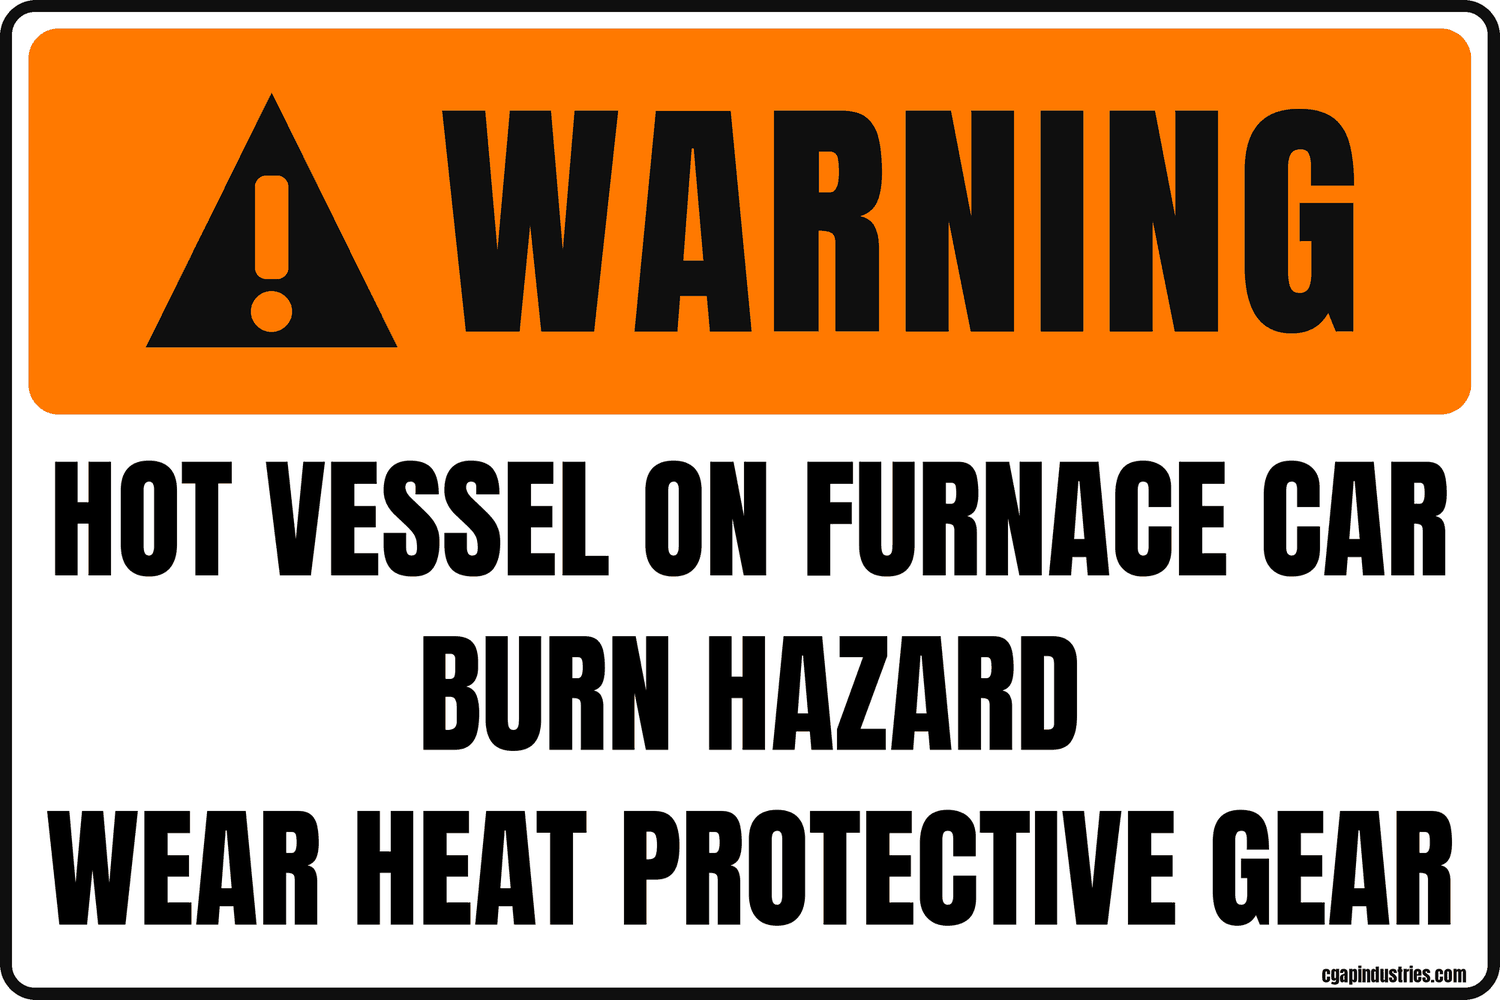 WARNING
HOT VESSEL ON FURNACE CAR
BURN HAZARD
WEAR HEAT PROTECTIVE GEAR
cgapindustries.com